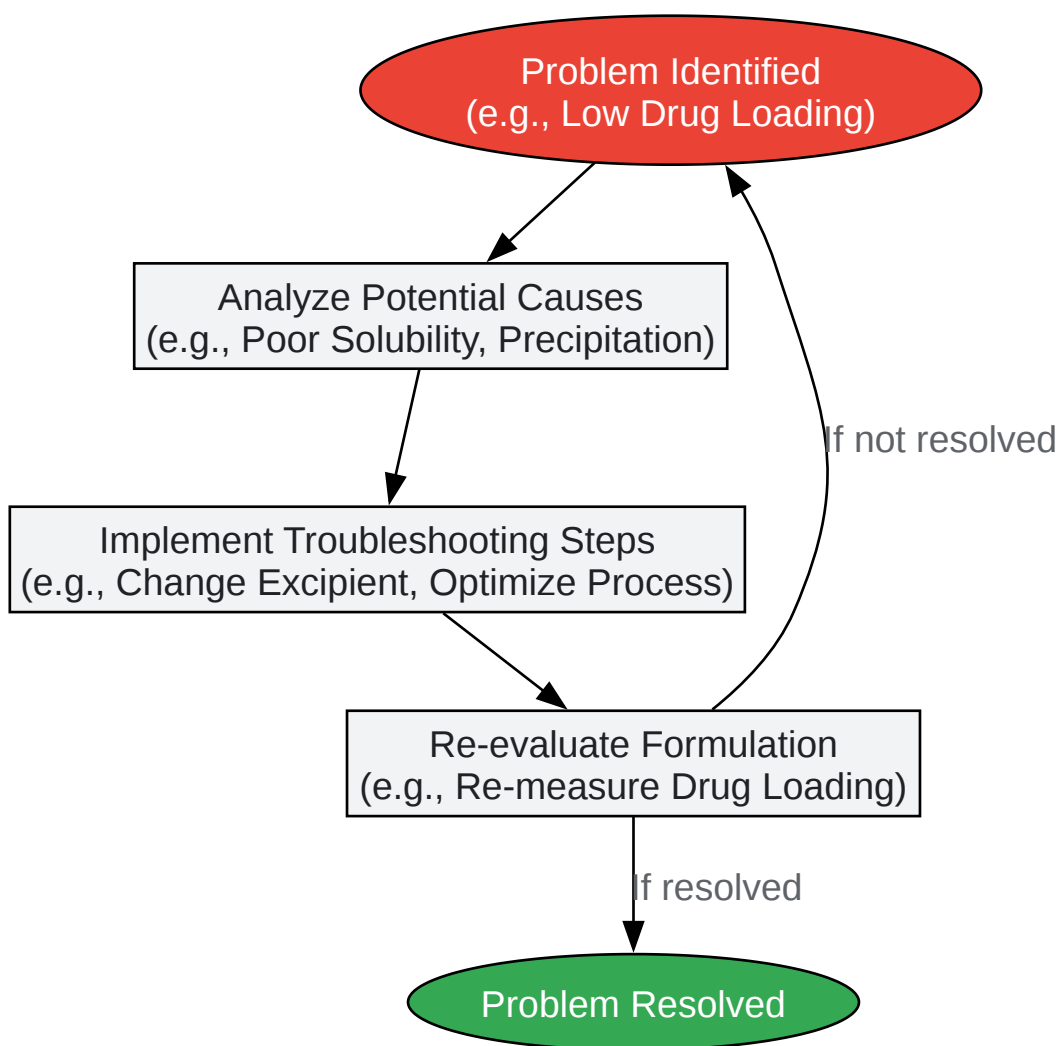 Problem Identified
(e.g., Low Drug Loading)
Analyze Potential Causes
(e.g., Poor Solubility, Precipitation)
If not resolved
Implement Troubleshooting Steps
(e.g., Change Excipient, Optimize Process)
Re-evaluate Formulation
(e.g., Re-measure Drug Loading)
If resolved
Problem Resolved